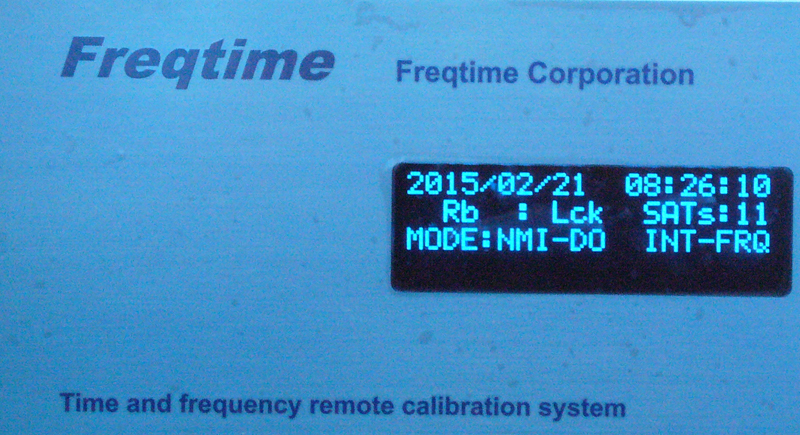 Freqtime
Freqtime Corporation
2015/02/21 08:26:10
Rb : Lck SATs:11
MODE:NMI-DO INT-FRQ
Time and frequency remote calibration system